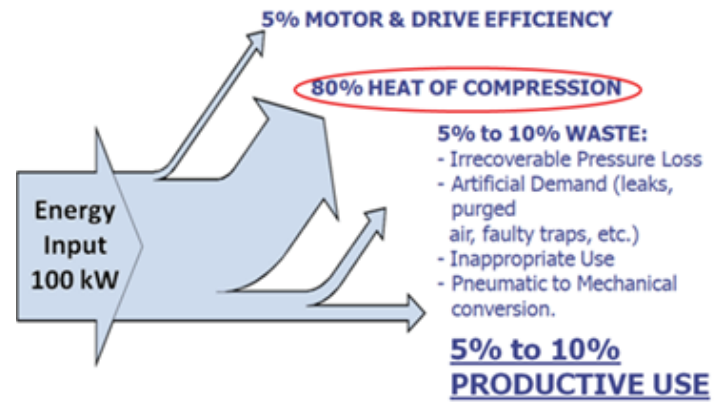 5% MOTOR & DRIVE EFFICIENCY
80% HEAT OF COMPRESSION
5% to 10% WASTE:
- Irrecoverable Pressure Loss
- Artificial Demand (leaks,
purged
air, faulty traps, etc.)
- Inappropriate Use
- Pneumatic to Mechanical
conversion.
Energy
Input
100 kW
5% to 10%
PRODUCTIVE USE